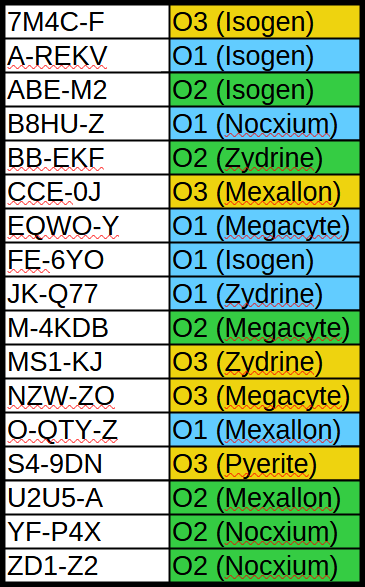 7M4C-F O3 (Isogen)
A-REKV O1 (Isogen)
ABE-M2 O2 (Isogen)
B8HU-Z O1 (Nocxium)
BB-EKF O2 (Zydrine)
CCE-0J O3 (Mexallon)
EQWO-Y O1 (Megacyte)
FE-6YO O1 (Isogen)
JK-Q77 O1 (Zydrine)
M-4KDB O2 (Megacyte)
MS1-KJ O3 (Zydrine)
NZW-ZO O3 (Megacyte)
O-QTY-Z O1 (Mexallon)
S4-9DN O3 (Pyerite)
U2U5-A O2 (Mexallon)
YF-P4X O2 (Nocxium)
ZD1-Z2 O2 (Nocxium)